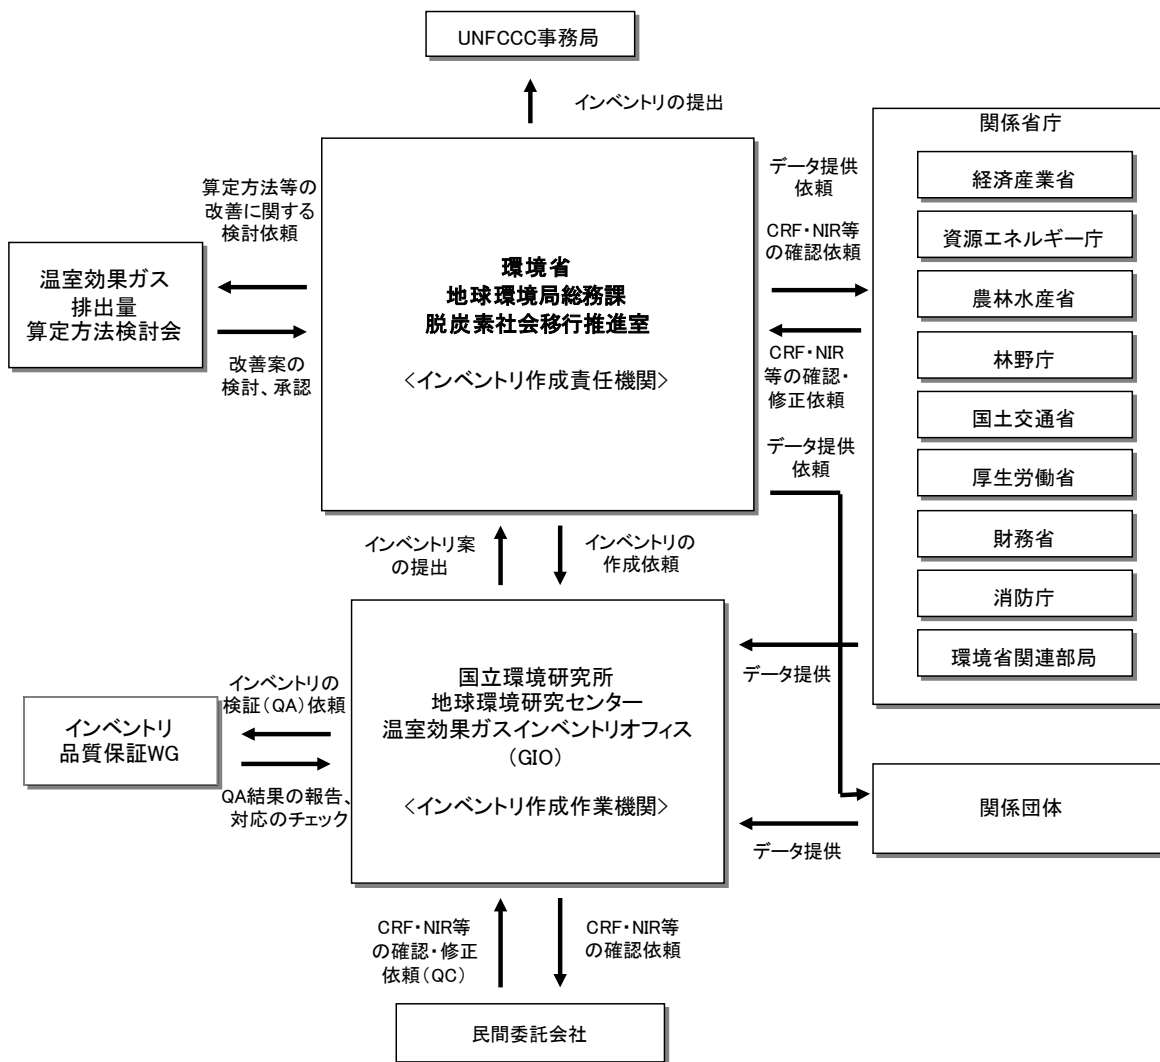 UNFCCC事務局
インベントリの提出
算定方法等の
改善に関する
検討依頼
温室効果ガス
排出量
算定方法検討会
改善案の
検討、承認
環境省
地球環境局総務課
脱炭素社会移行推進室
<インベントリ作成責任機関>
データ提供
依頼
CRF・NIR等
の確認依頼
CRF・NIR
等の確認・
修正依頼
データ提供
依頼
関係省庁
経済産業省
資源エネルギー庁
農林水産省
林野庁
国土交通省
厚生労働省
財務省
消防庁
環境省関連部局
インベントリ案
の提出
インベントリの
作成依頼
国立環境研究所
地球環境研究センター
温室効果ガスインベントリオフィス
(GIO)
<インベントリ作成作業機関>
インベントリの
検証(QA)依頼
インベントリ
品質保証WG
QA結果の報告、
対応のチェック
データ提供
データ提供
関係団体
CRF・NIR等
の確認・修正
依頼(QC)
CRF・NIR等
の確認依頼
民間委託会社